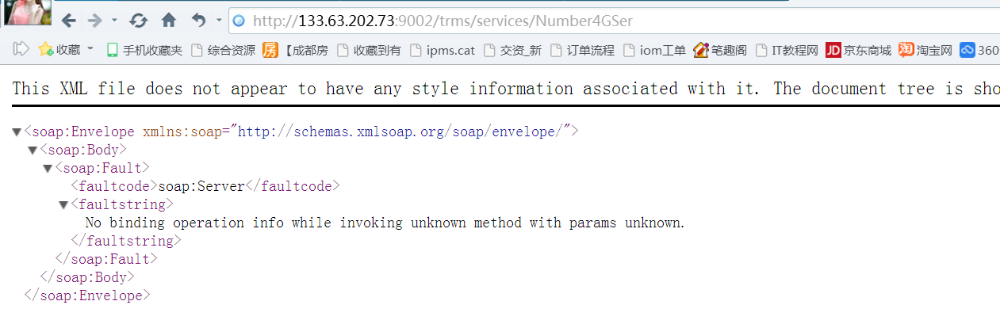 http://133.63.202.73:9002/trms/services/Number4GSer
收藏 手机收藏夹 综合资源 房 【成都房 收藏到有 ipms.cat 交资_新 订单流程 iom工单 笔趣阁 IT教程网 JD 京东商城 淘 淘宝网 360
This XML file does not appear to have any style information associated with it. The document tree is sho
▼<soap:Envelope xmlns:soap="http://schemas.xmlsoap.org/soap/envelope/">
▼<soap:Body>
▼<soap:Fault>
<faultcode>soap:Server</faultcode>
▼<faultstring>
No binding operation info while invoking unknown method with params unknown.
</faultstring>
</soap:Fault>
</soap:Body>
</soap:Envelope>